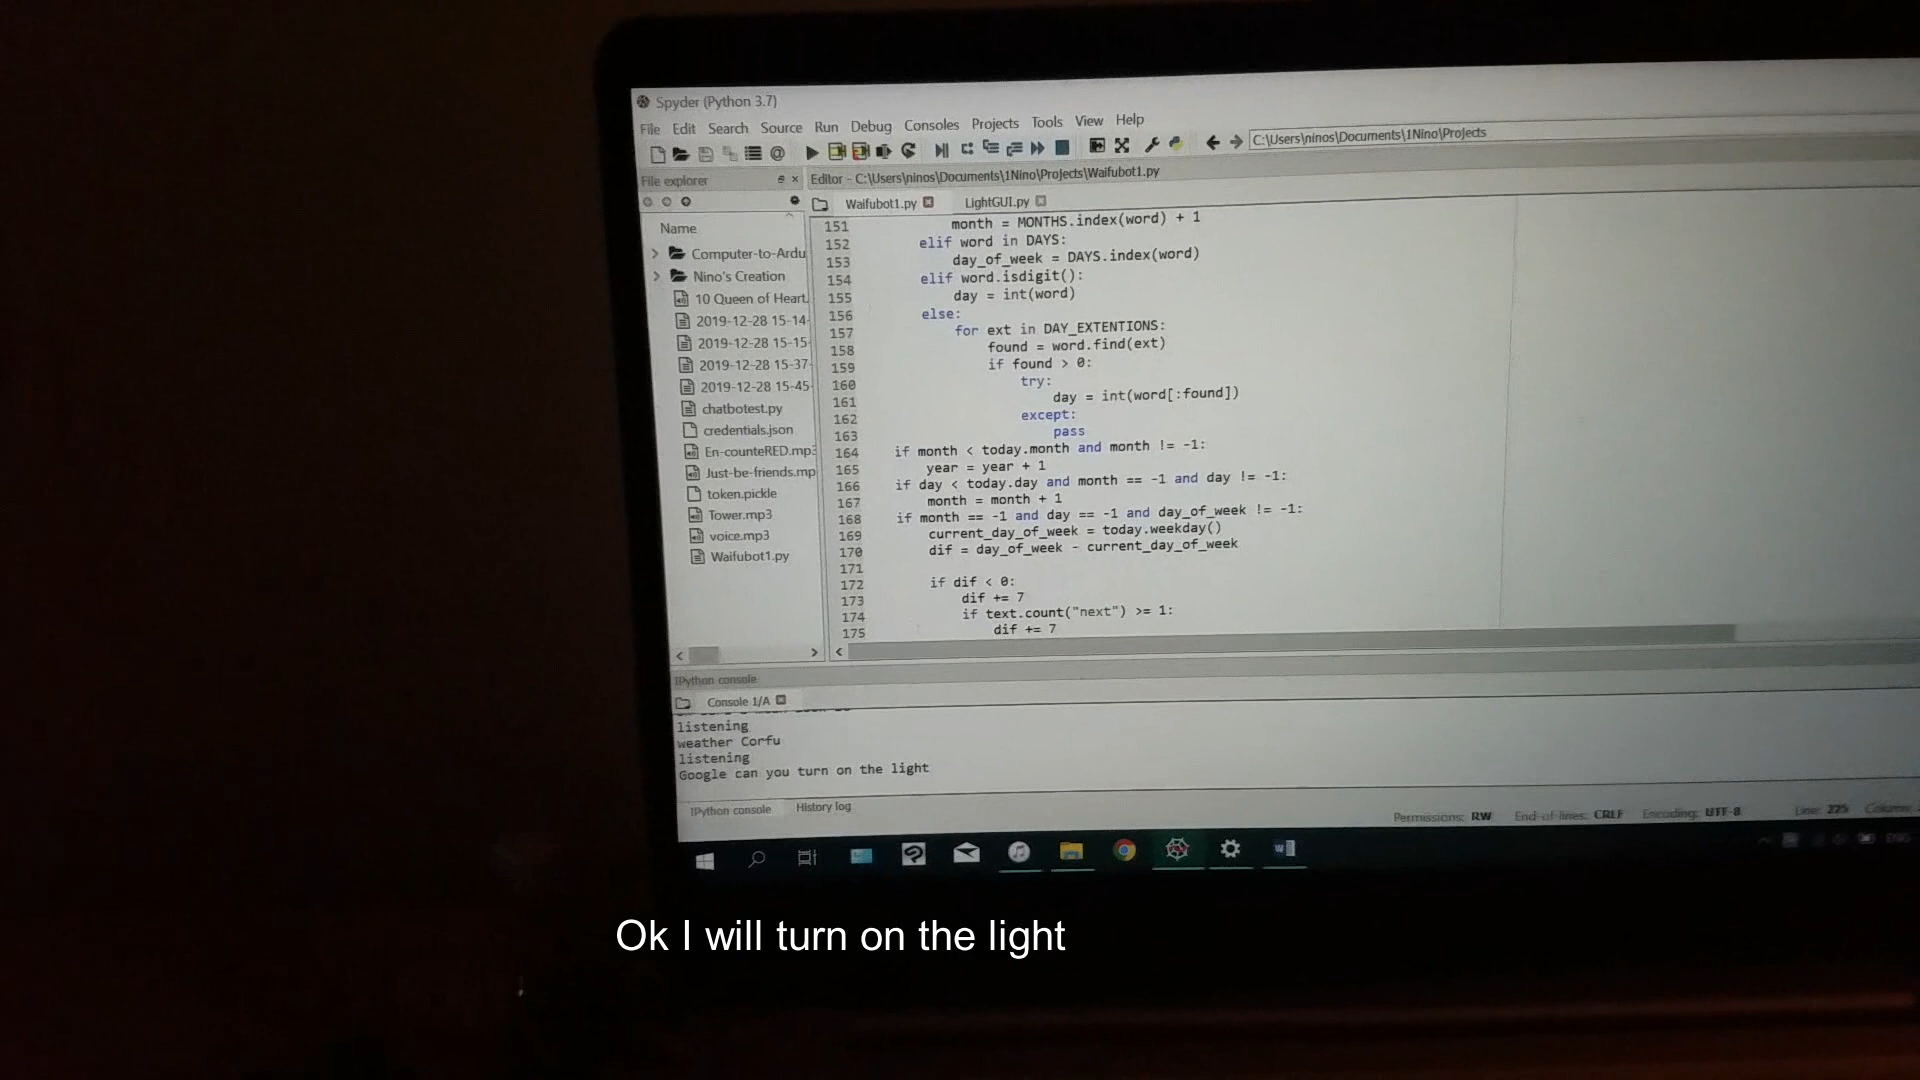 Spyder (Python 3.7)
File Edit Search Source Run Debug Consoles Projects Tools View Help
C:\Users\ninos\Documents\1Nino\Projects
File explorer
Editor - C:\Users\ninos\Documents\1Nino\Projects\Waifubot1.py
Waifubot1.py LightGUI.py
Name
Computer-to-Ardu
Nino's Creation
10 Queen of Heart
2019-12-28 15-14-
2019-12-28 15-15-
2019-12-28 15-37-
2019-12-28 15-45-
chatbotest.py
credentials.json
En-counteRED.mp3
Just-be-friends.mp
token.pickle
Tower.mp3
voice.mp3
Waifubot1.py
151 month = MONTHS.index(word) + 1
152 elif word in DAYS:
153 day_of_week = DAYS.index(word)
154 elif word.isdigit():
155 day = int(word)
156 else:
157 for ext in DAY_EXTENTIONS:
158 found = word.find(ext)
159 if found > 0:
160 try:
161 day = int(word[:found])
162 except:
163 pass
164 if month < today.month and month != -1:
165 year = year + 1
166 if day < today.day and month == -1 and day != -1:
167 month = month + 1
168 if month == -1 and day == -1 and day_of_week != -1:
169 current_day_of_week = today.weekday()
170 dif = day_of_week - current_day_of_week
171
172 if dif < 0:
173 dif += 7
174 if text.count("next") >= 1:
175 dif += 7
IPython console
Console 1/A
listening
weather Corfu
listening
Google can you turn on the light
IPython console History log
Permissions: RW End-of-lines: CRLF Encoding: UTF-8 Line: 225
ENG
Ok I will turn on the light